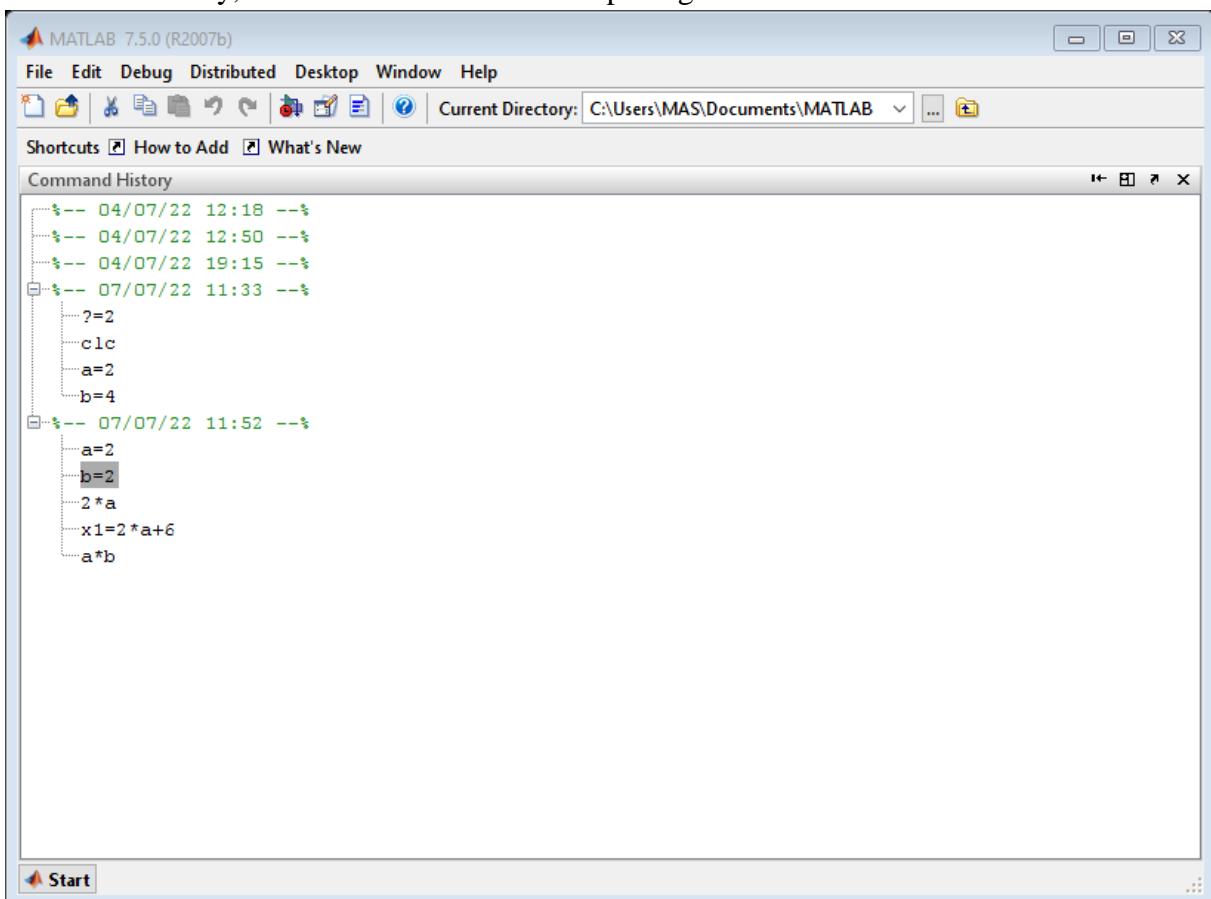 MATLAB 7.5.0 (R2007b)
File Edit Debug Distributed Desktop Window Help
Current Directory: C:\Users\MAS\Documents\MATLAB ...
Shortcuts How to Add What's New
Command History
%-- 04/07/22 12:18 --%
%-- 04/07/22 12:50 --%
%-- 04/07/22 19:15 --%
%-- 07/07/22 11:33 --%
?=2
clc
a=2
b=4
%-- 07/07/22 11:52 --%
a=2
b=2
2*a
x1=2*a+6
a*b
Start